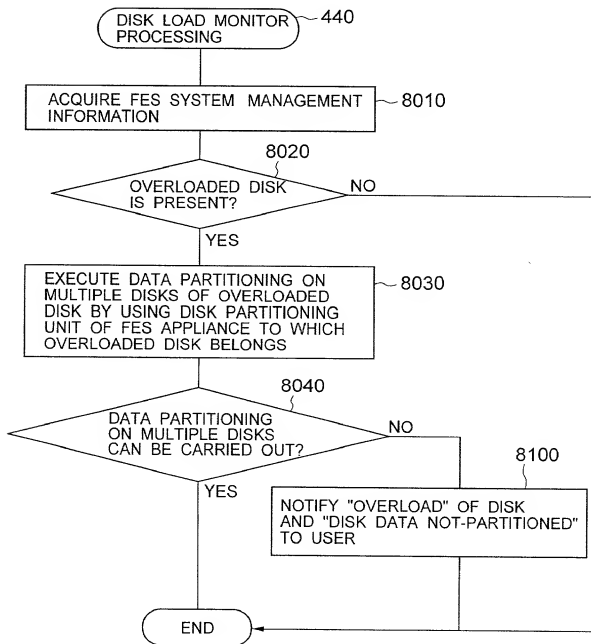 DISK LOAD MONITOR
PROCESSING
440
ACQUIRE FES SYSTEM MANAGEMENT
INFORMATION
8010
8020
OVERLOADED DISK
IS PRESENT?
NO
YES
EXECUTE DATA PARTITIONING ON
MULTIPLE DISKS OF OVERLOADED
DISK BY USING DISK PARTITIONING
UNIT OF FES APPLIANCE TO WHICH
OVERLOADED DISK BELONGS
8030
8040
DATA PARTITIONING
ON MULTIPLE DISKS
CAN BE CARRIED OUT?
NO
YES
8100
NOTIFY "OVERLOAD" OF DISK
AND "DISK DATA NOT-PARTITIONED"
TO USER
END